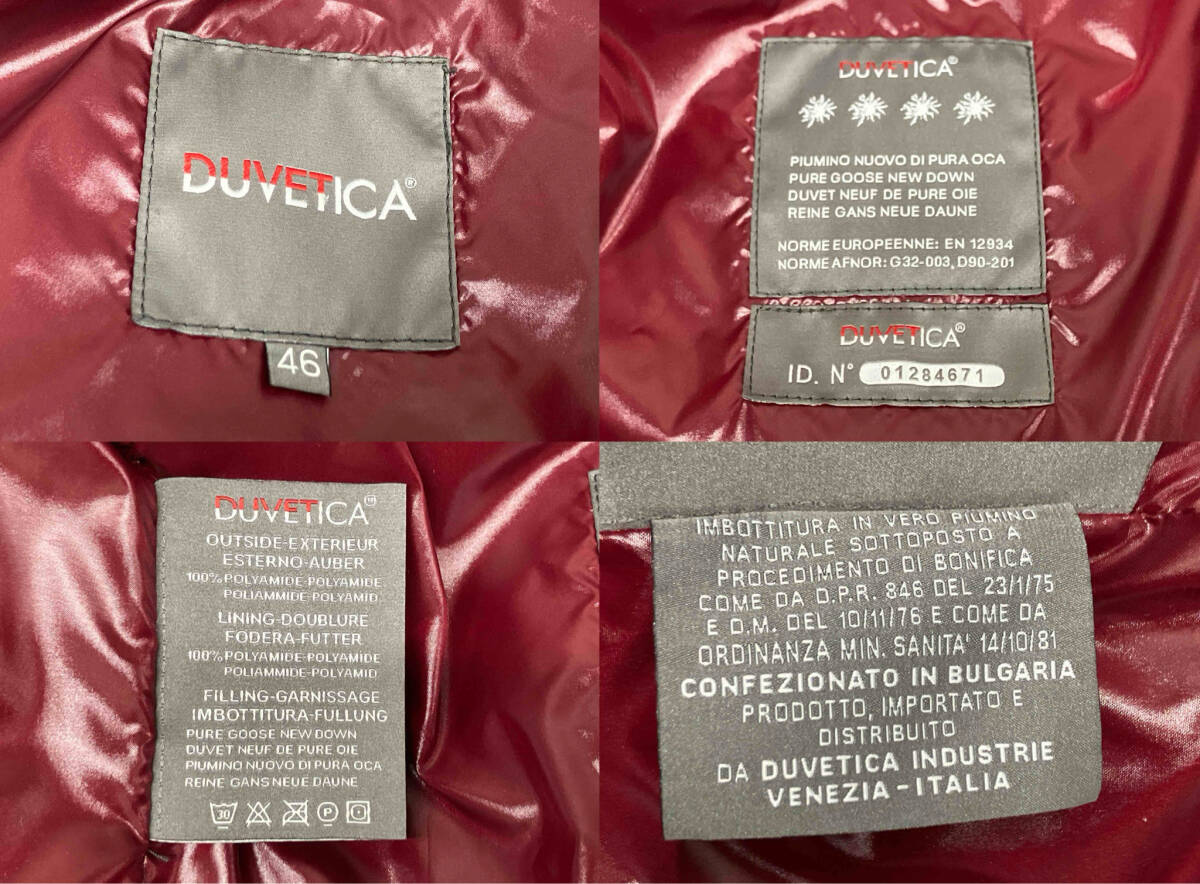 DUVETICA®
46
DUVETICA®
PIUMINO NUOVO DI PURA OCA
PURE GOOSE NEW DOWN
DUVET NEUF DE PURE OIE
REINE GANS NEUE DAUNE
NORME EUROPEENNE: EN 12934
NORME AFNOR: G32-003, D90-201
DUVETICA®
ID. N° 01284671
DUVETICA
OUTSIDE-EXTERIEUR
ESTERNO-AUBER
100% POLYAMIDE-POLYAMIDE
POLIAMMIDE-POLYAMID
LINING-DOUBLURE
FODERA-FUTTER
100% POLYAMIDE-POLYAMIDE
POLIAMMIDE-POLYAMID
FILLING-GARNISSAGE
IMBOTTITURA-FULLUNG
PURE GOOSE NEW DOWN
DUVET NEUF DE PURE OIE
PIUMINO NUOVO DI PURA OCA
REINE GANS NEUE DAUNE
30 P
IMBOTTITURA IN VERO PIUMINO
NATURALE SOTTOPOSTO A
PROCEDIMENTO DI BONIFICA
COME DA D.P.R. 846 DEL 23/1/75
E D.M. DEL 10/11/76 E COME DA
ORDINANZA MIN. SANITA' 14/10/81
CONFEZIONATO IN BULGARIA
PRODOTTO, IMPORTATO E
DISTRIBUITO
DA DUVETICA INDUSTRIE
VENEZIA-ITALIA